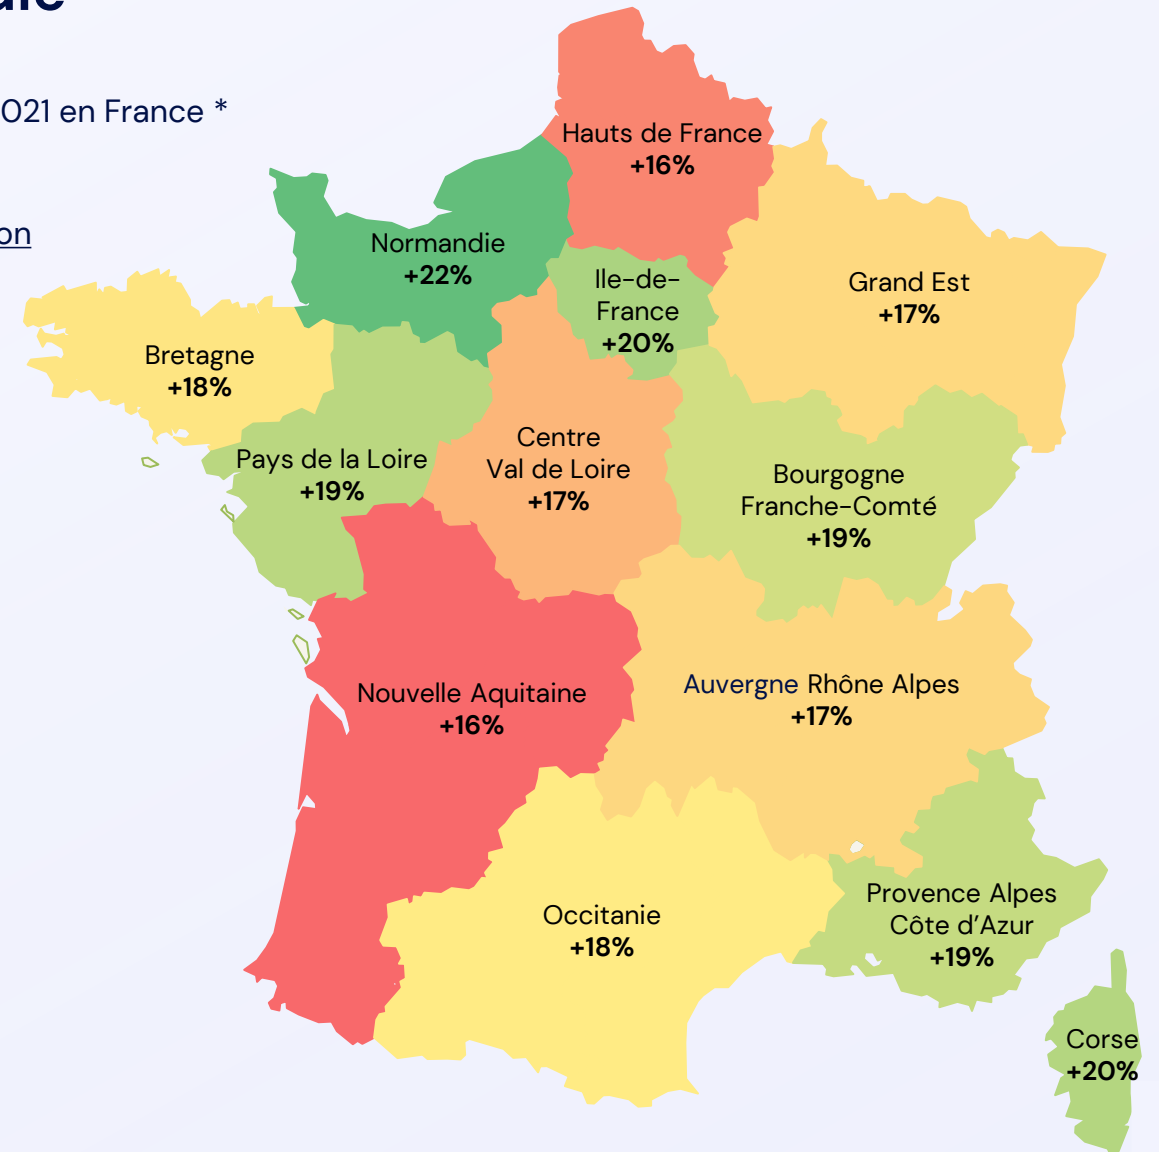 021 en France *
on
Hauts de France
+16%
Normandie
+22%
Ile-de-
France
+20%
Grand Est
+17%
Bretagne
+18%
Pays de la Loire
+19%
Centre
Val de Loire
+17%
Bourgogne
Franche-Comté
+19%
Nouvelle Aquitaine
+16%
Auvergne Rhône Alpes
+17%
Occitanie
+18%
Provence Alpes
Côte d’Azur
+19%
Corse
+20%